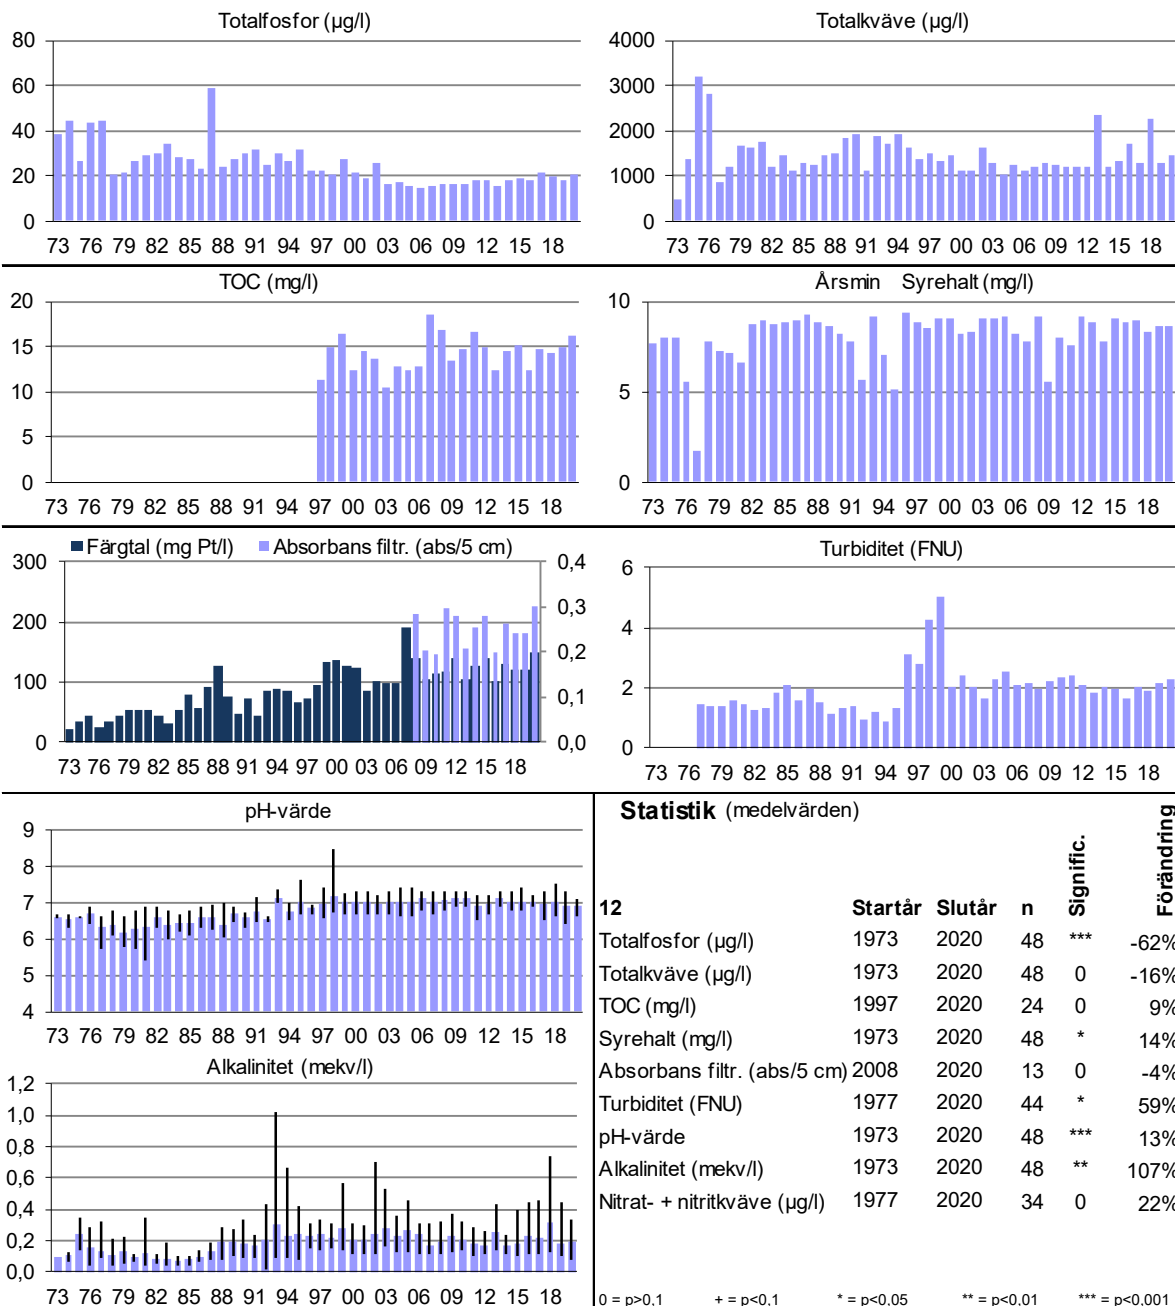 Totalfosfor (µg/l)
80
60
40
20
0
73 76 79 82 85 88 91 94 97 00 03 06 09 12 15 18
Totalkväve (µg/l)
4000
3000
2000
1000
0
73 76 79 82 85 88 91 94 97 00 03 06 09 12 15 18
TOC (mg/l)
20
15
10
5
0
73 76 79 82 85 88 91 94 97 00 03 06 09 12 15 18
Årsmin Syrehalt (mg/l)
10
5
0
73 76 79 82 85 88 91 94 97 00 03 06 09 12 15 18
Färgtal (mg Pt/l) Absorbans filtr. (abs/5 cm)
300
200
100
0
0,4
0,3
0,2
0,1
0,0
73 76 79 82 85 88 91 94 97 00 03 06 09 12 15 18
Turbiditet (FNU)
6
4
2
0
73 76 79 82 85 88 91 94 97 00 03 06 09 12 15 18
pH-värde
9
8
7
6
5
4
73 76 79 82 85 88 91 94 97 00 03 06 09 12 15 18
Alkalinitet (mekv/l)
1,2
1,0
0,8
0,6
0,4
0,2
0,0
73 76 79 82 85 88 91 94 97 00 03 06 09 12 15 18
Statistik (medelvärden)
12 Startår Slutår n Signific. Förändring
Totalfosfor (µg/l) 1973 2020 48 *** -62%
Totalkväve (µg/l) 1973 2020 48 0 -16%
TOC (mg/l) 1997 2020 24 0 9%
Syrehalt (mg/l) 1973 2020 48 * 14%
Absorbans filtr. (abs/5 cm) 2008 2020 13 0 -4%
Turbiditet (FNU) 1977 2020 44 * 59%
pH-värde 1973 2020 48 *** 13%
Alkalinitet (mekv/l) 1973 2020 48 ** 107%
Nitrat- + nitritkväve (µg/l) 1977 2020 34 0 22%
0 = p>0,1 + = p<0,1 * = p<0,05 ** = p<0,01 *** = p<0.001